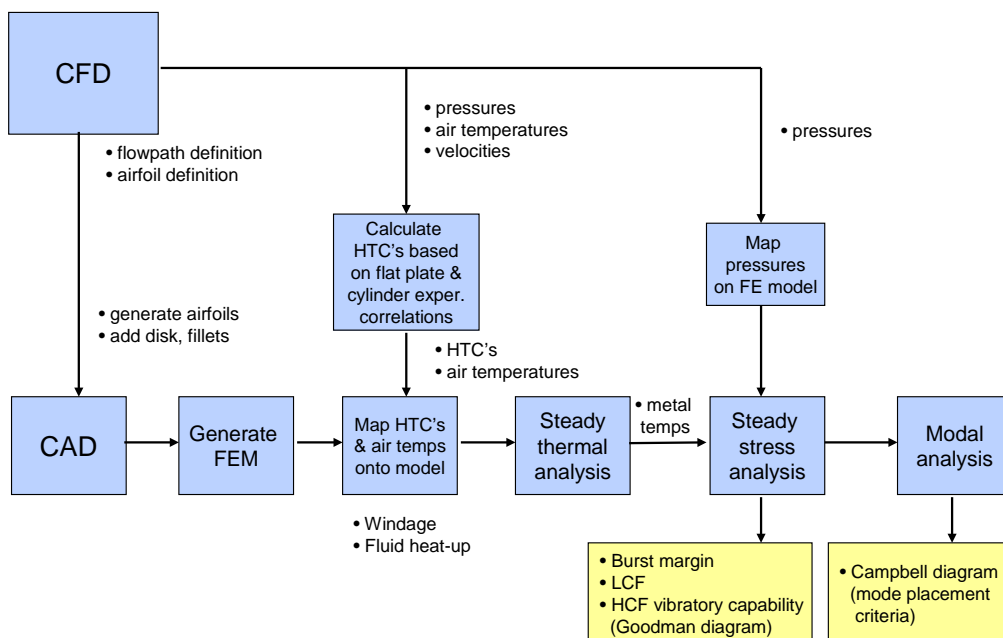 CFD
• pressures
• air temperatures
• velocities
• pressures
• flowpath definition
• airfoil definition
Calculate
HTC's based
on flat plate &
cylinder exper.
correlations
Map
pressures
on FE model
• generate airfoils
• add disk, fillets
• HTC's
• air temperatures
CAD
Generate
FEM
Map HTC's
& air temps
onto model
Steady
thermal
analysis
• metal
temps
Steady
stress
analysis
Modal
analysis
• Windage
• Fluid heat-up
• Burst margin
• LCF
• HCF vibratory capability
(Goodman diagram)
• Campbell diagram
(mode placement
criteria)